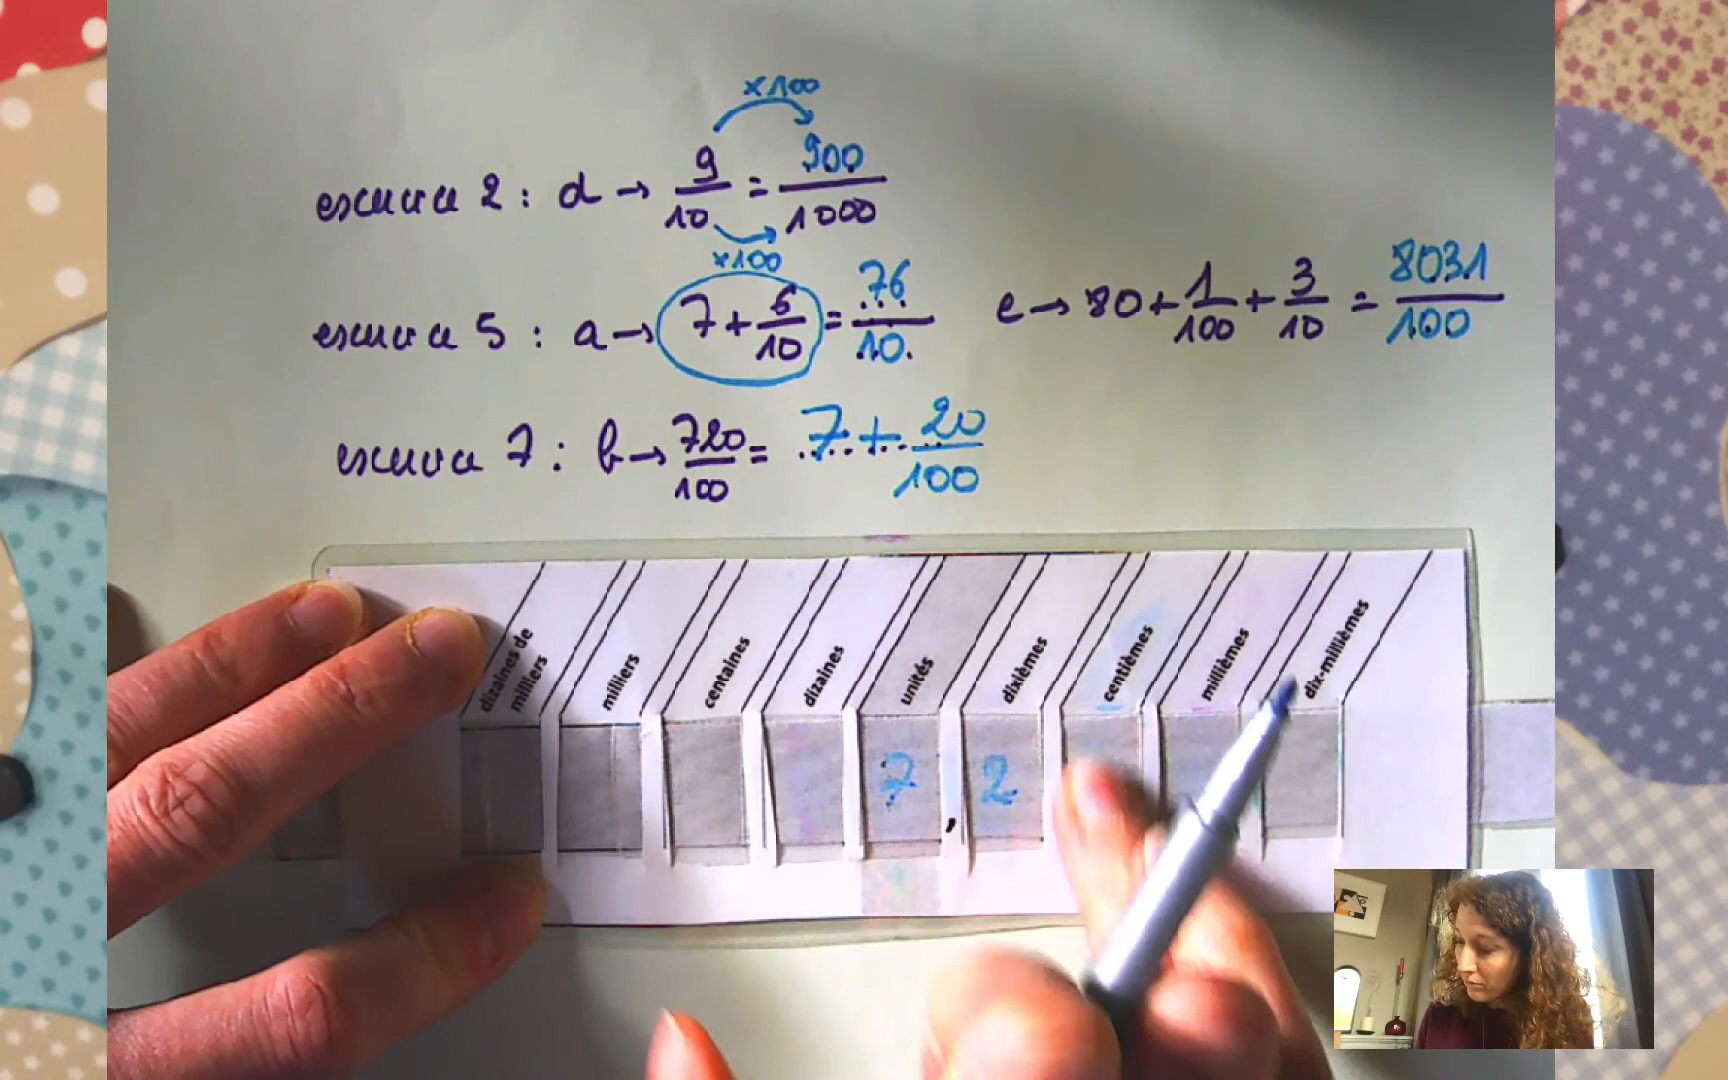 ×100
exercice 2 : d → 9/10 = 900/1000
×100
exercice 5 : a → 7 + 6/10 = 76/10
e → 80 + 1/100 + 3/10 = 8031/100
exercice 7 : b → 720/100 = 7 + 20/100
dizaines de milliers
milliers
centaines
dizaines
unités
dixièmes
centièmes
millièmes
dix-millièmes
7 , 2